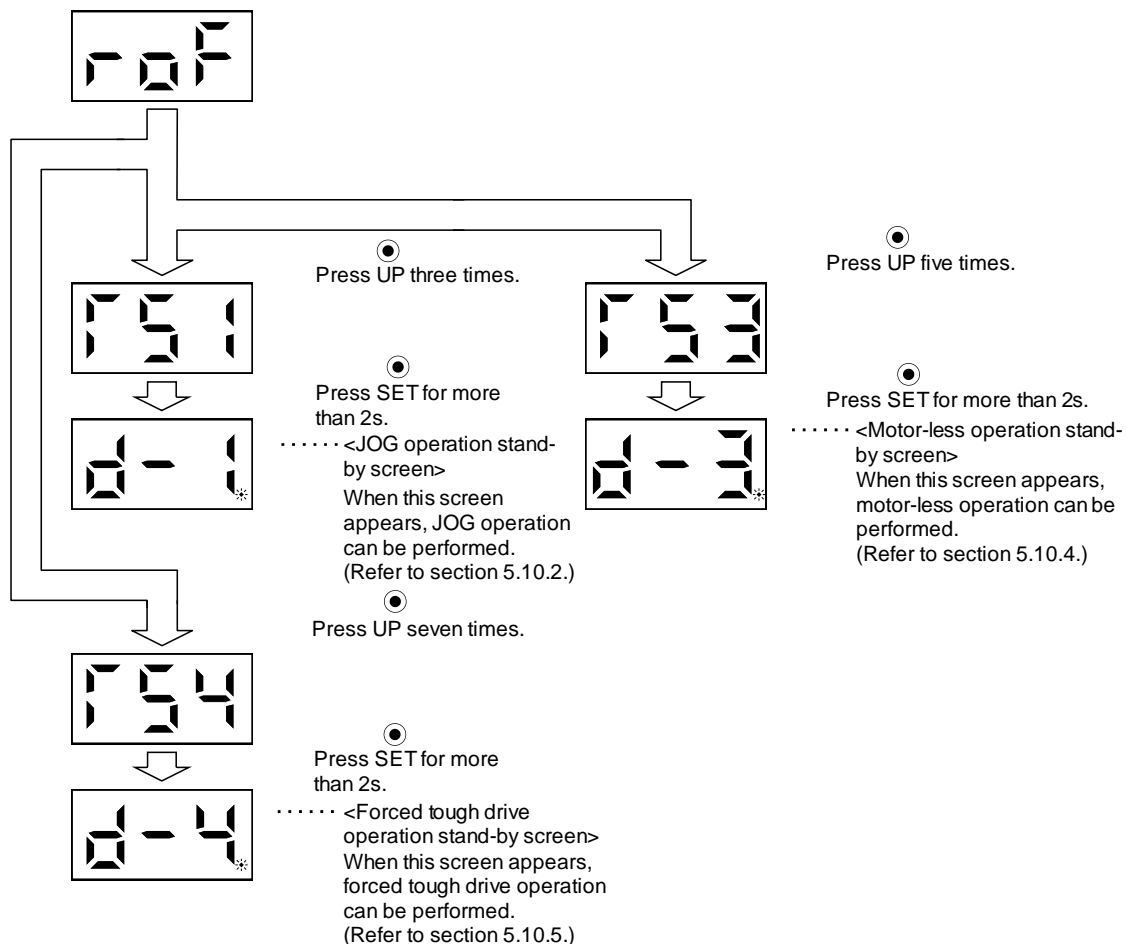 roF
Press UP three times.
TS1
Press SET for more
than 2s.
d-1
<JOG operation stand-
by screen>
When this screen
appears, JOG operation
can be performed.
(Refer to section 5.10.2.)
Press UP five times.
TS3
Press SET for more than 2s.
d-3
<Motor-less operation stand-
by screen>
When this screen appears,
motor-less operation can be
performed.
(Refer to section 5.10.4.)
Press UP seven times.
TS4
Press SET for more
than 2s.
d-4
<Forced tough drive
operation stand-by screen>
When this screen appears,
forced tough drive operation
can be performed.
(Refer to section 5.10.5.)